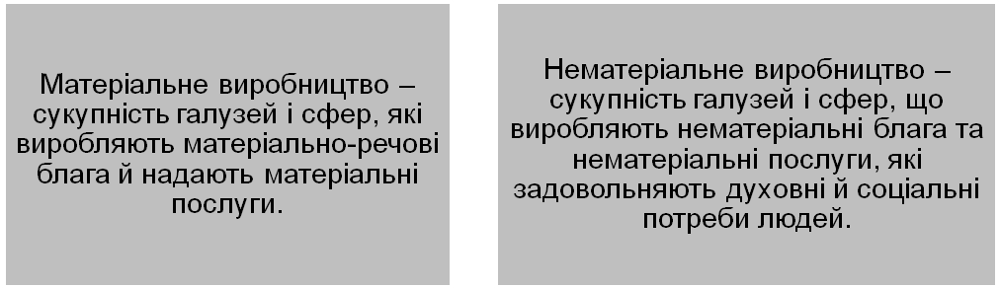 Матеріальне виробництво –
сукупність галузей і сфер, які
виробляють матеріально-речові
блага й надають матеріальні
послуги.
Нематеріальне виробництво –
сукупність галузей і сфер, що
виробляють нематеріальні блага та
нематеріальні послуги, які
задовольняють духовні й соціальні
потреби людей.